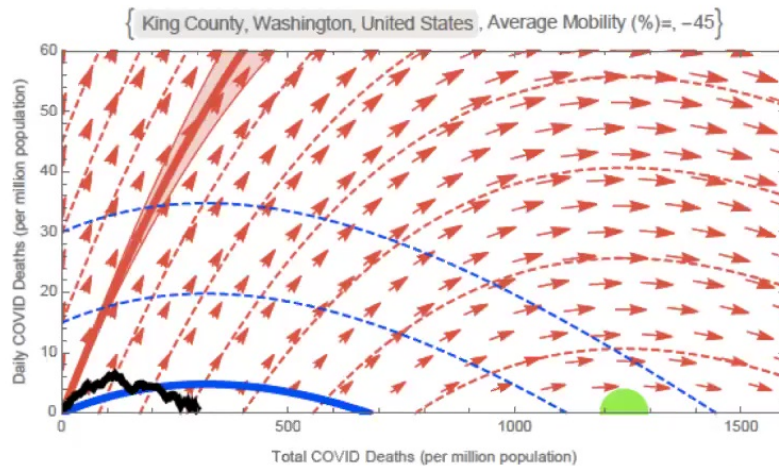 { King County, Washington, United States , Average Mobility (%)=, −45}
Daily COVID Deaths (per million population)
60
50
40
30
20
10
0
0 500 1000 1500
Total COVID Deaths (per million population)